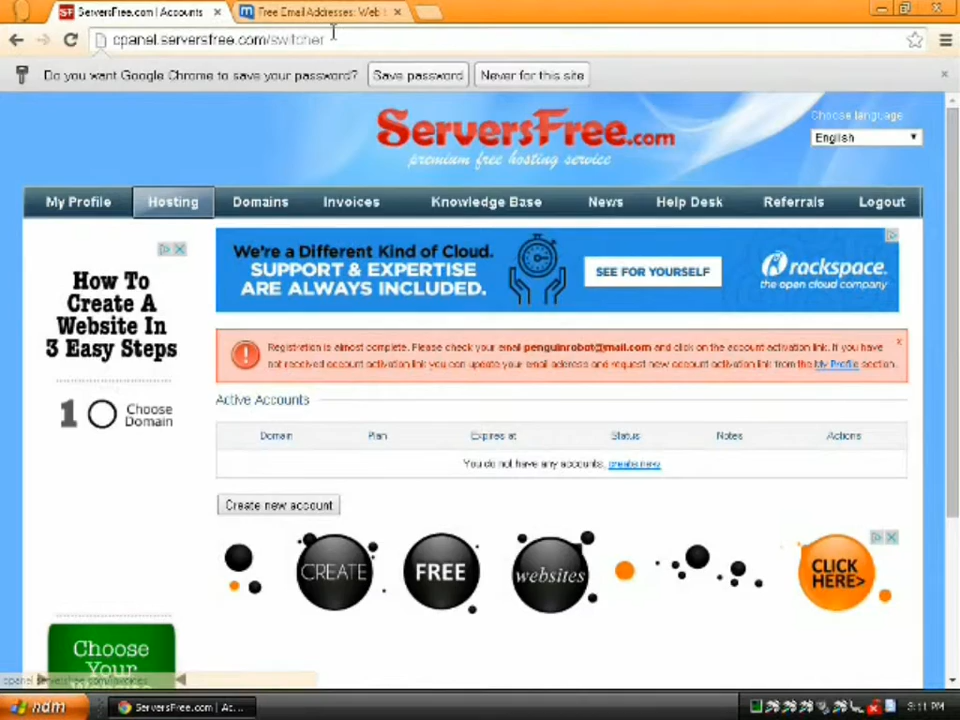 ServersFree.com | Accounts
Free Email Addresses: Web
cpanel.serversfree.com/switcher
Do you want Google Chrome to save your password?
Save password
Never for this site
ServersFree.com
premium free hosting service
Choose language
English
My Profile
Hosting
Domains
Invoices
Knowledge Base
News
Help Desk
Referrals
Logout
How To
Create A
Website In
3 Easy Steps
1 Choose
Domain
Choose
Your
We're a Different Kind of Cloud.
SUPPORT & EXPERTISE
ARE ALWAYS INCLUDED.
SEE FOR YOURSELF
rackspace.
the open cloud company
Registration is almost complete. Please check your email penguinrobot@mail.com and click on the account activation link. If you have
not received account activation link you can update your email address and request new account activation link from the My Profile section.
x
Active Accounts
Domain
Plan
Expires at
Status
Notes
Actions
You do not have any accounts, create new
Create new account
CREATE
FREE
websites
CLICK
HERE>
cpanel.serversfree.com/invoices
ServersFree.com | Ac...
3:11 PM